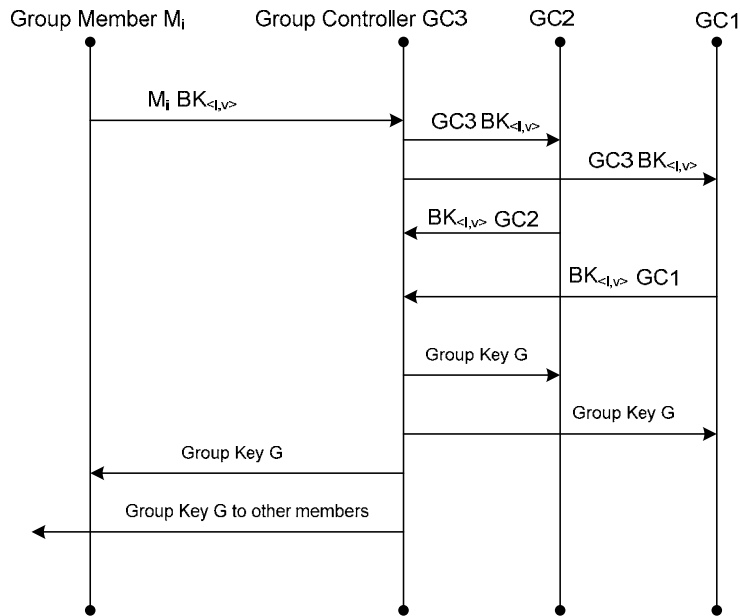 Group Member Mi
Group Controller GC3
GC2
GC1
Mi BK<l,v>
GC3 BK<l,v>
GC3 BK<l,v>
BK<l,v> GC2
BK<l,v> GC1
Group Key G
Group Key G
Group Key G
Group Key G to other members